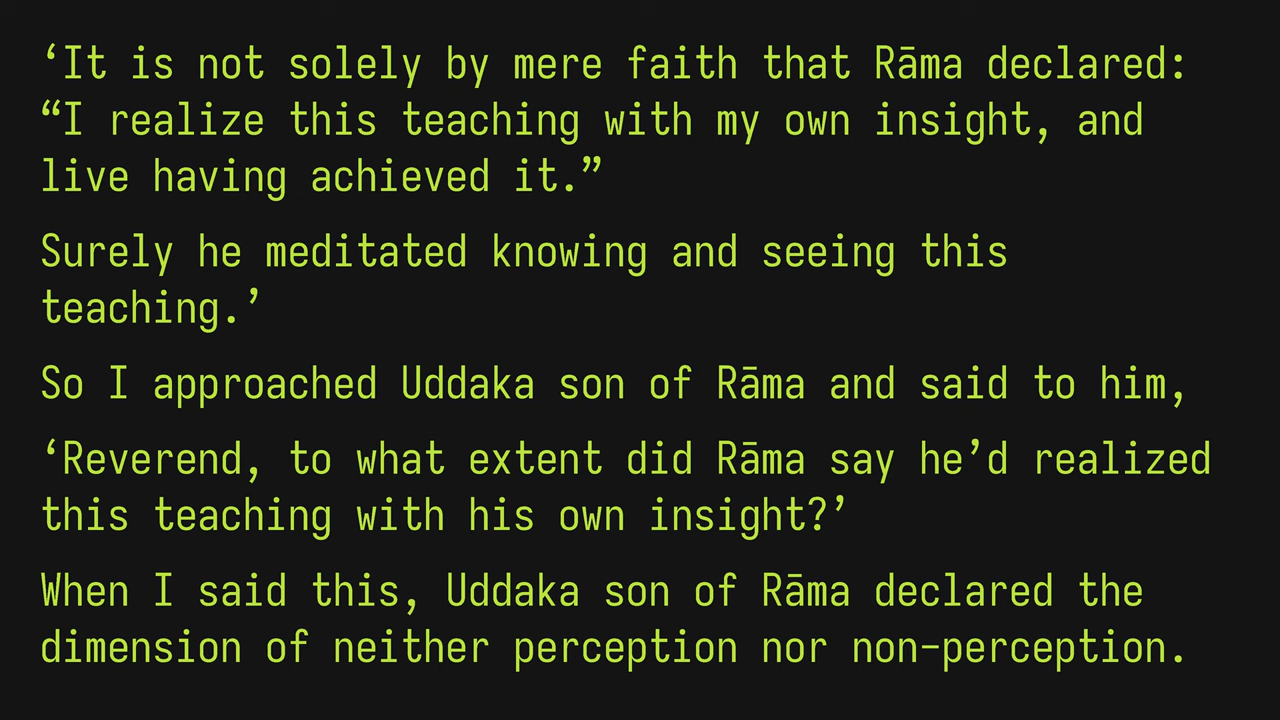 ‘It is not solely by mere faith that Rāma declared:
“I realize this teaching with my own insight, and
live having achieved it.”
Surely he meditated knowing and seeing this
teaching.’
So I approached Uddaka son of Rāma and said to him,
‘Reverend, to what extent did Rāma say he’d realized
this teaching with his own insight?’
When I said this, Uddaka son of Rāma declared the
dimension of neither perception nor non-perception.